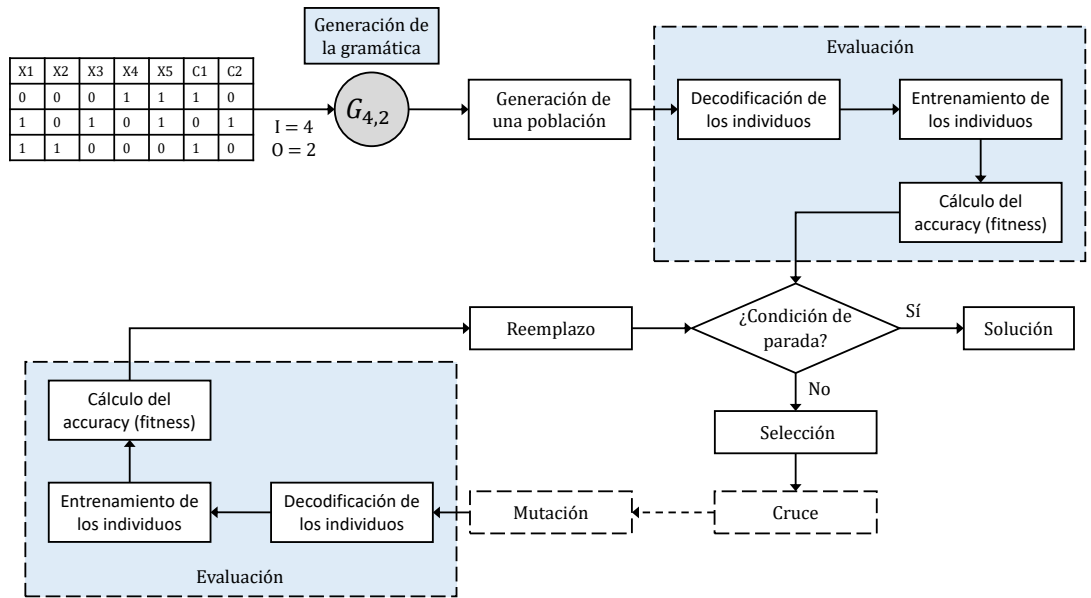 Generación de
la gramática
X1 X2 X3 X4 X5 C1 C2
0 0 0 1 1 1 0
1 0 1 0 1 0 1
1 1 0 0 0 1 0
I = 4
O = 2
G4,2
Generación de
una población
Evaluación
Decodificación de
los individuos
Entrenamiento de
los individuos
Cálculo del
accuracy (fitness)
¿Condición de
parada?
Sí
Solución
No
Selección
Cruce
Mutación
Reemplazo
Cálculo del
accuracy (fitness)
Entrenamiento de
los individuos
Decodificación de
los individuos
Evaluación